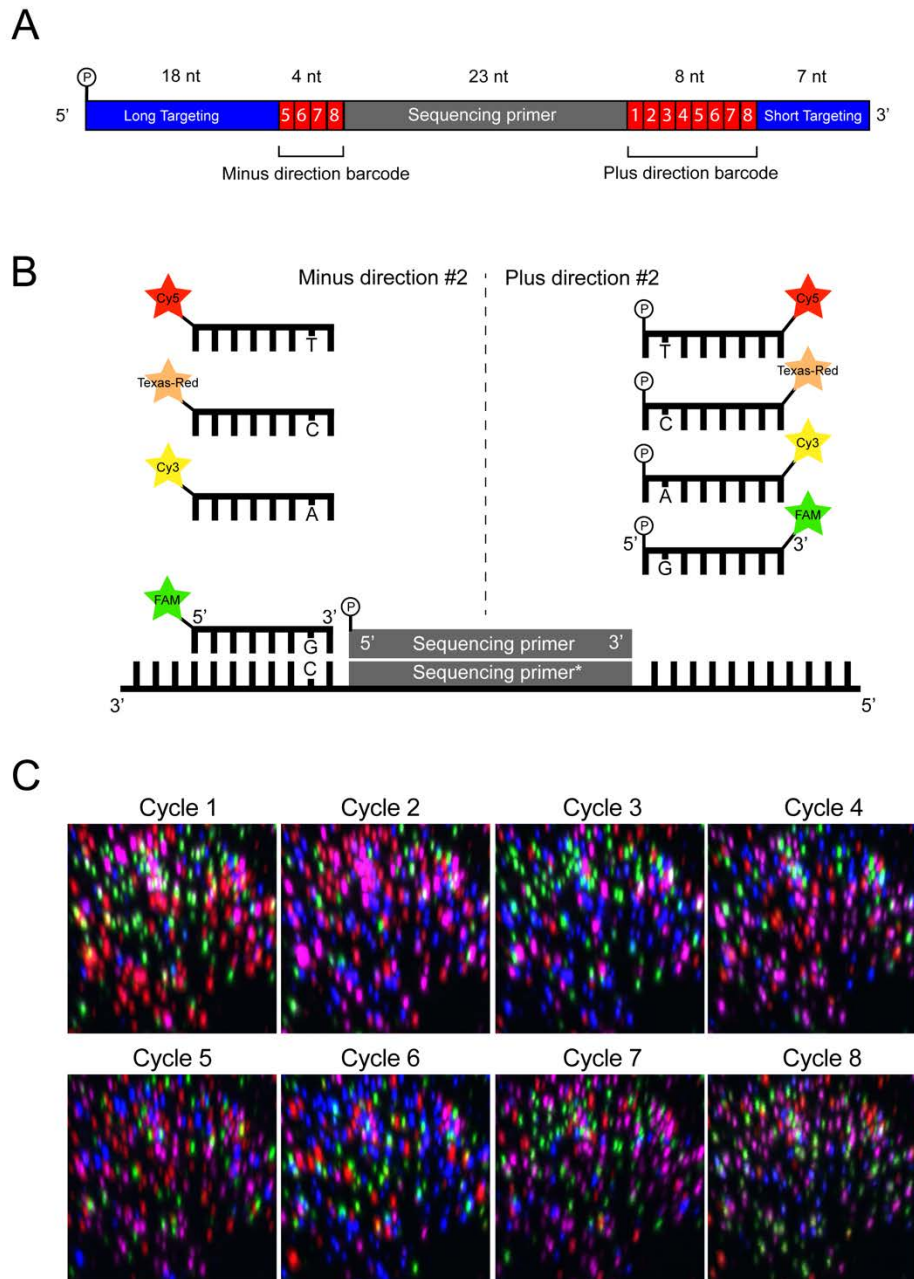 A
P
18 nt 4 nt 23 nt 8 nt 7 nt
5' Long Targeting 5 6 7 8 Sequencing primer 1 2 3 4 5 6 7 8 Short Targeting 3'
Minus direction barcode Plus direction barcode
B
Minus direction #2 Plus direction #2
Cy5 P Cy5
T T
Texas-Red P Texas-Red
C C
Cy3 P Cy3
A A
P FAM
5' 3'
G
FAM
5' 3' P
G 5' Sequencing primer 3'
C Sequencing primer*
3' 5'
C
Cycle 1 Cycle 2 Cycle 3 Cycle 4
Cycle 5 Cycle 6 Cycle 7 Cycle 8